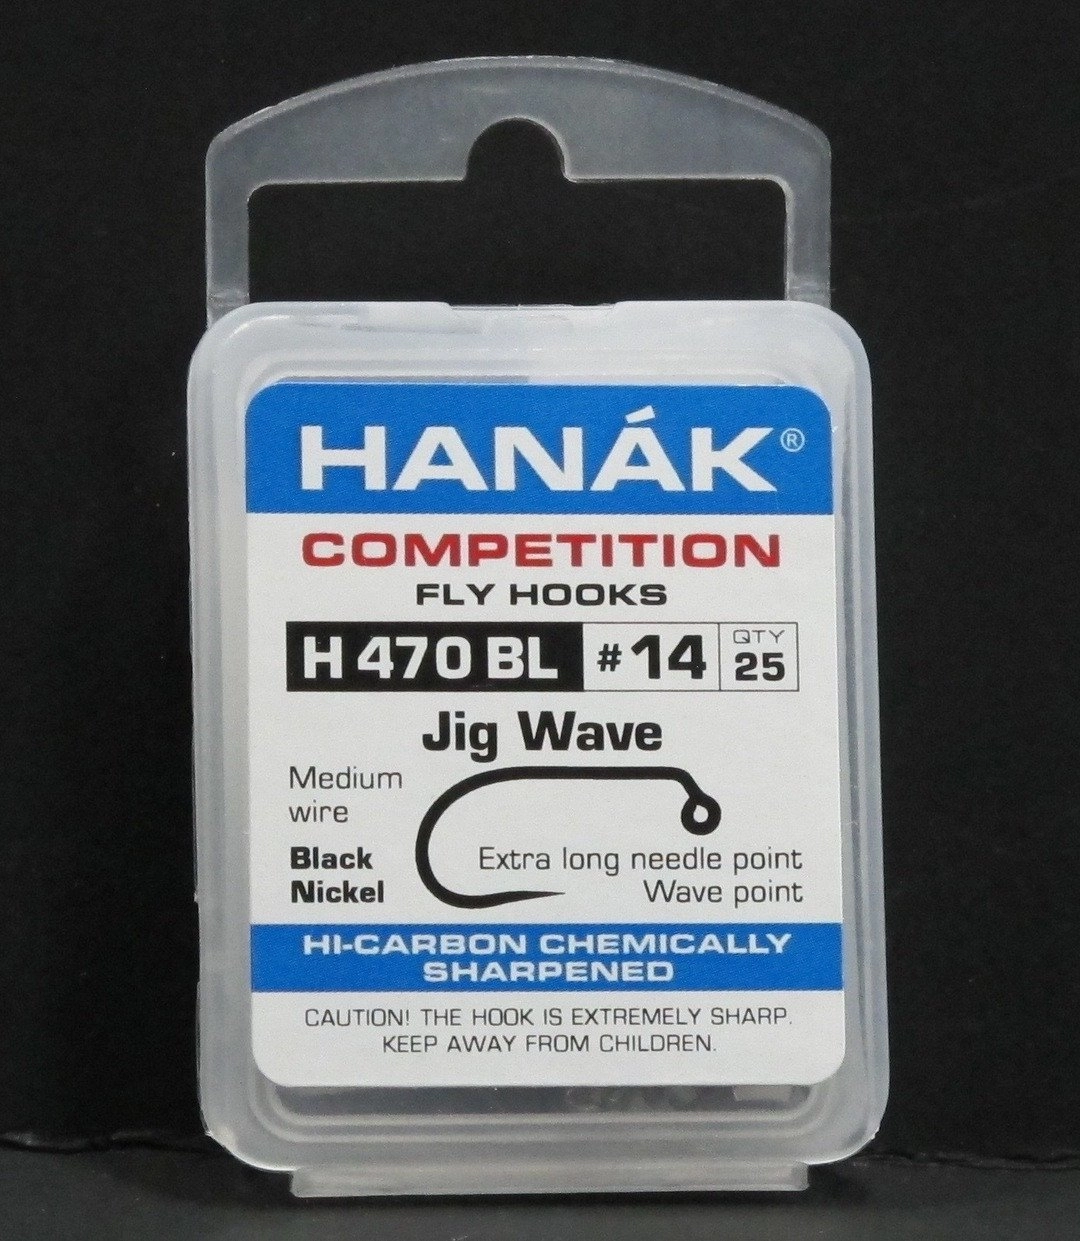 HANÁK®
COMPETITION
FLY HOOKS
H 470 BL #14 QTY 25
Jig Wave
Medium
wire
Black
Nickel
Extra long needle point
Wave point
HI-CARBON CHEMICALLY
SHARPENED
CAUTION! THE HOOK IS EXTREMELY SHARP.
KEEP AWAY FROM CHILDREN.